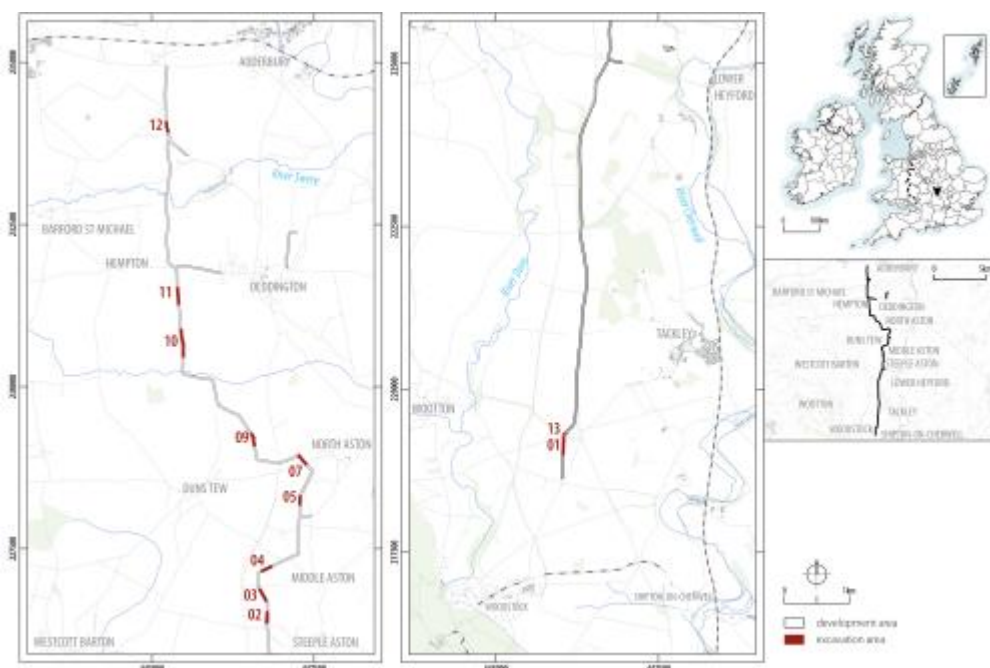 ADDERBURY
12
River Swere
BARFORD ST-MICHAEL
HEMPTON
DEDDINGTON
11
10
09
NORTH ASTON
07
DUNS TEW
05
04
MIDDLE ASTON
03
02
WESTCOTT BARTON
STEEPLE ASTON
LOWER
HEYFORD
River Cherwell
River Dorn
TACKLEY
WOOTTON
13
01
WOODSTOCK
SHIPTON-ON-CHERWELL
ADDERBURY
5km
BARFORD ST MICHAEL
HEMPTON
DEDDINGTON
NORTH ASTON
DUNS TEW
MIDDLE ASTON
WESTCOTT BARTON
STEEPLE ASTON
LOWER HEYFORD
WOOTTON
TACKLEY
WOODSTOCK
SHIPTON-ON-CHERWELL
0
1km
development area
excavation area